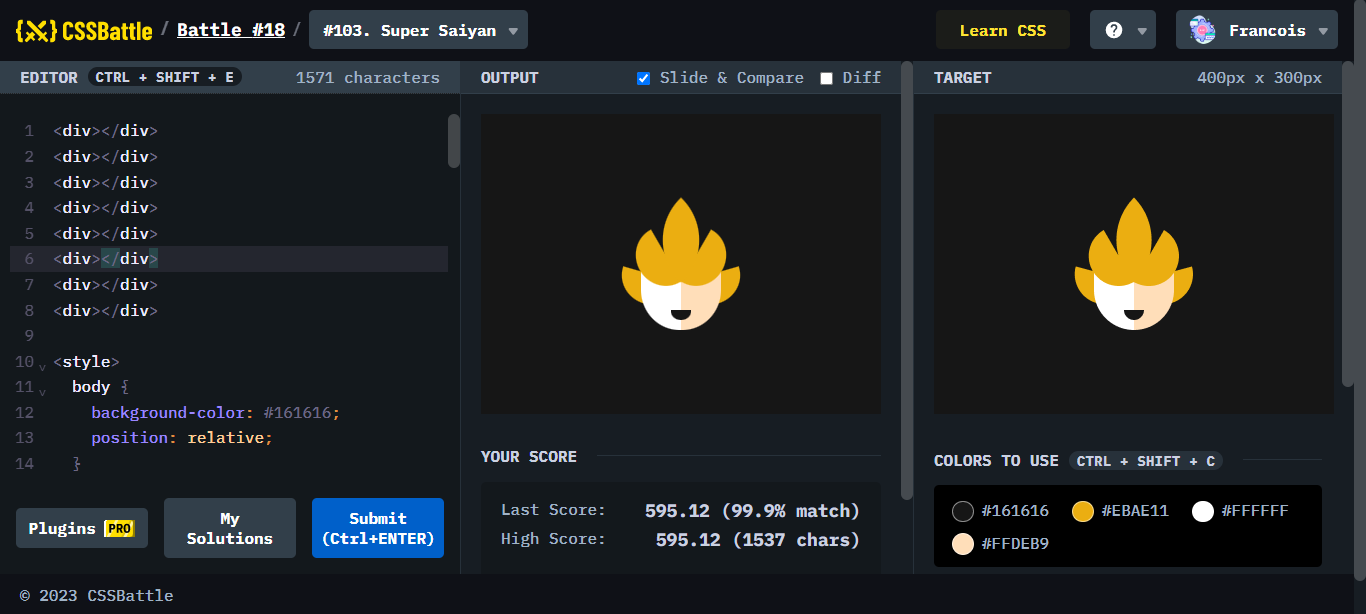 {X} CSSBattle / Battle #18 / #103. Super Saiyan Learn CSS ? Francois
EDITOR CTRL + SHIFT + E 1571 characters OUTPUT Slide & Compare Diff TARGET 400px x 300px
1 <div></div>
2 <div></div>
3 <div></div>
4 <div></div>
5 <div></div>
6 <div></div>
7 <div></div>
8 <div></div>
9
10 <style>
11 body {
12 background-color: #161616;
13 position: relative;
14 }
Plugins PRO
My
Solutions
Submit
(Ctrl+ENTER)
YOUR SCORE
Last Score: 595.12 (99.9% match)
High Score: 595.12 (1537 chars)
COLORS TO USE CTRL + SHIFT + C
#161616 #EBAE11 #FFFFFF
#FFDEB9
© 2023 CSSBattle